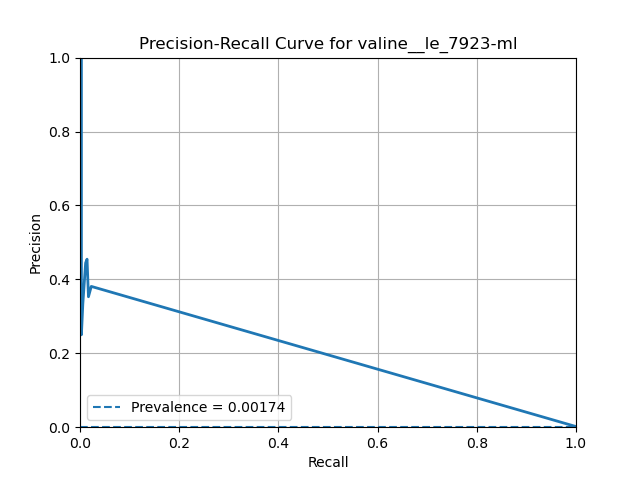 Precision-Recall Curve for valine__le_7923-ml
1.0
0.8
0.6
0.4
0.2
0.0
Precision
Prevalence = 0.00174
0.0 0.2 0.4 0.6 0.8 1.0
Recall